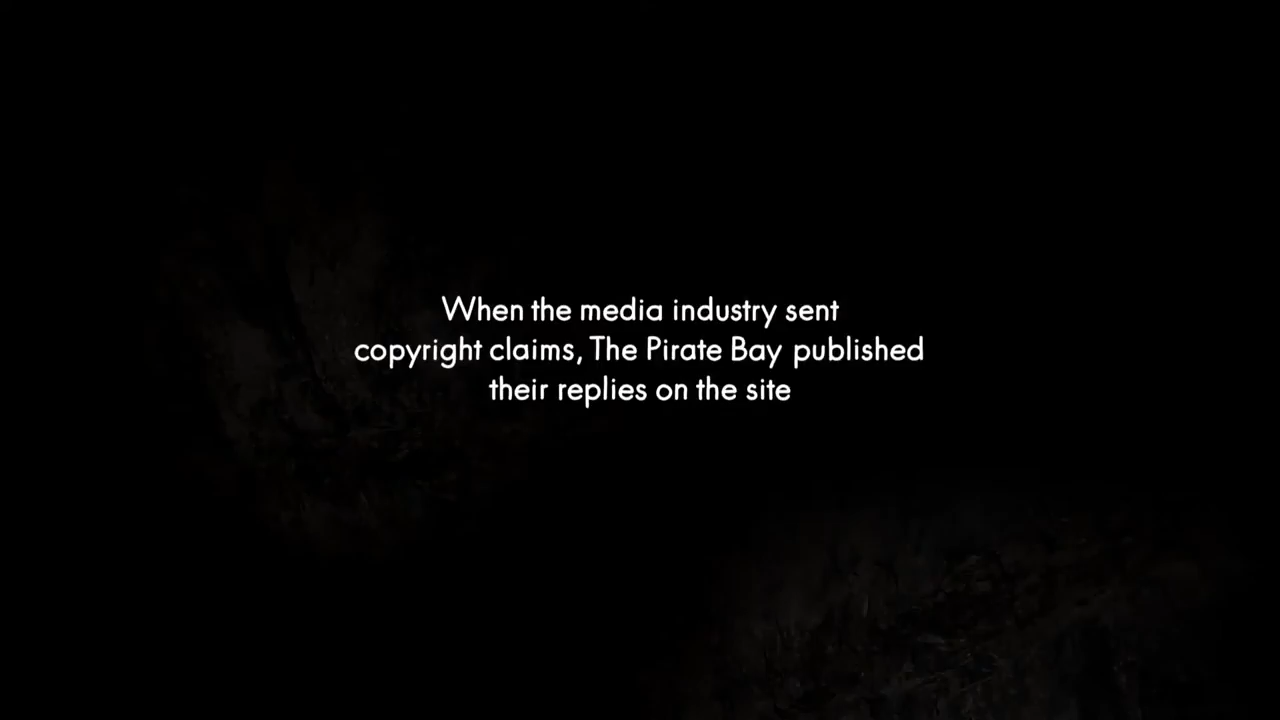 When the media industry sent
copyright claims, The Pirate Bay published
their replies on the site